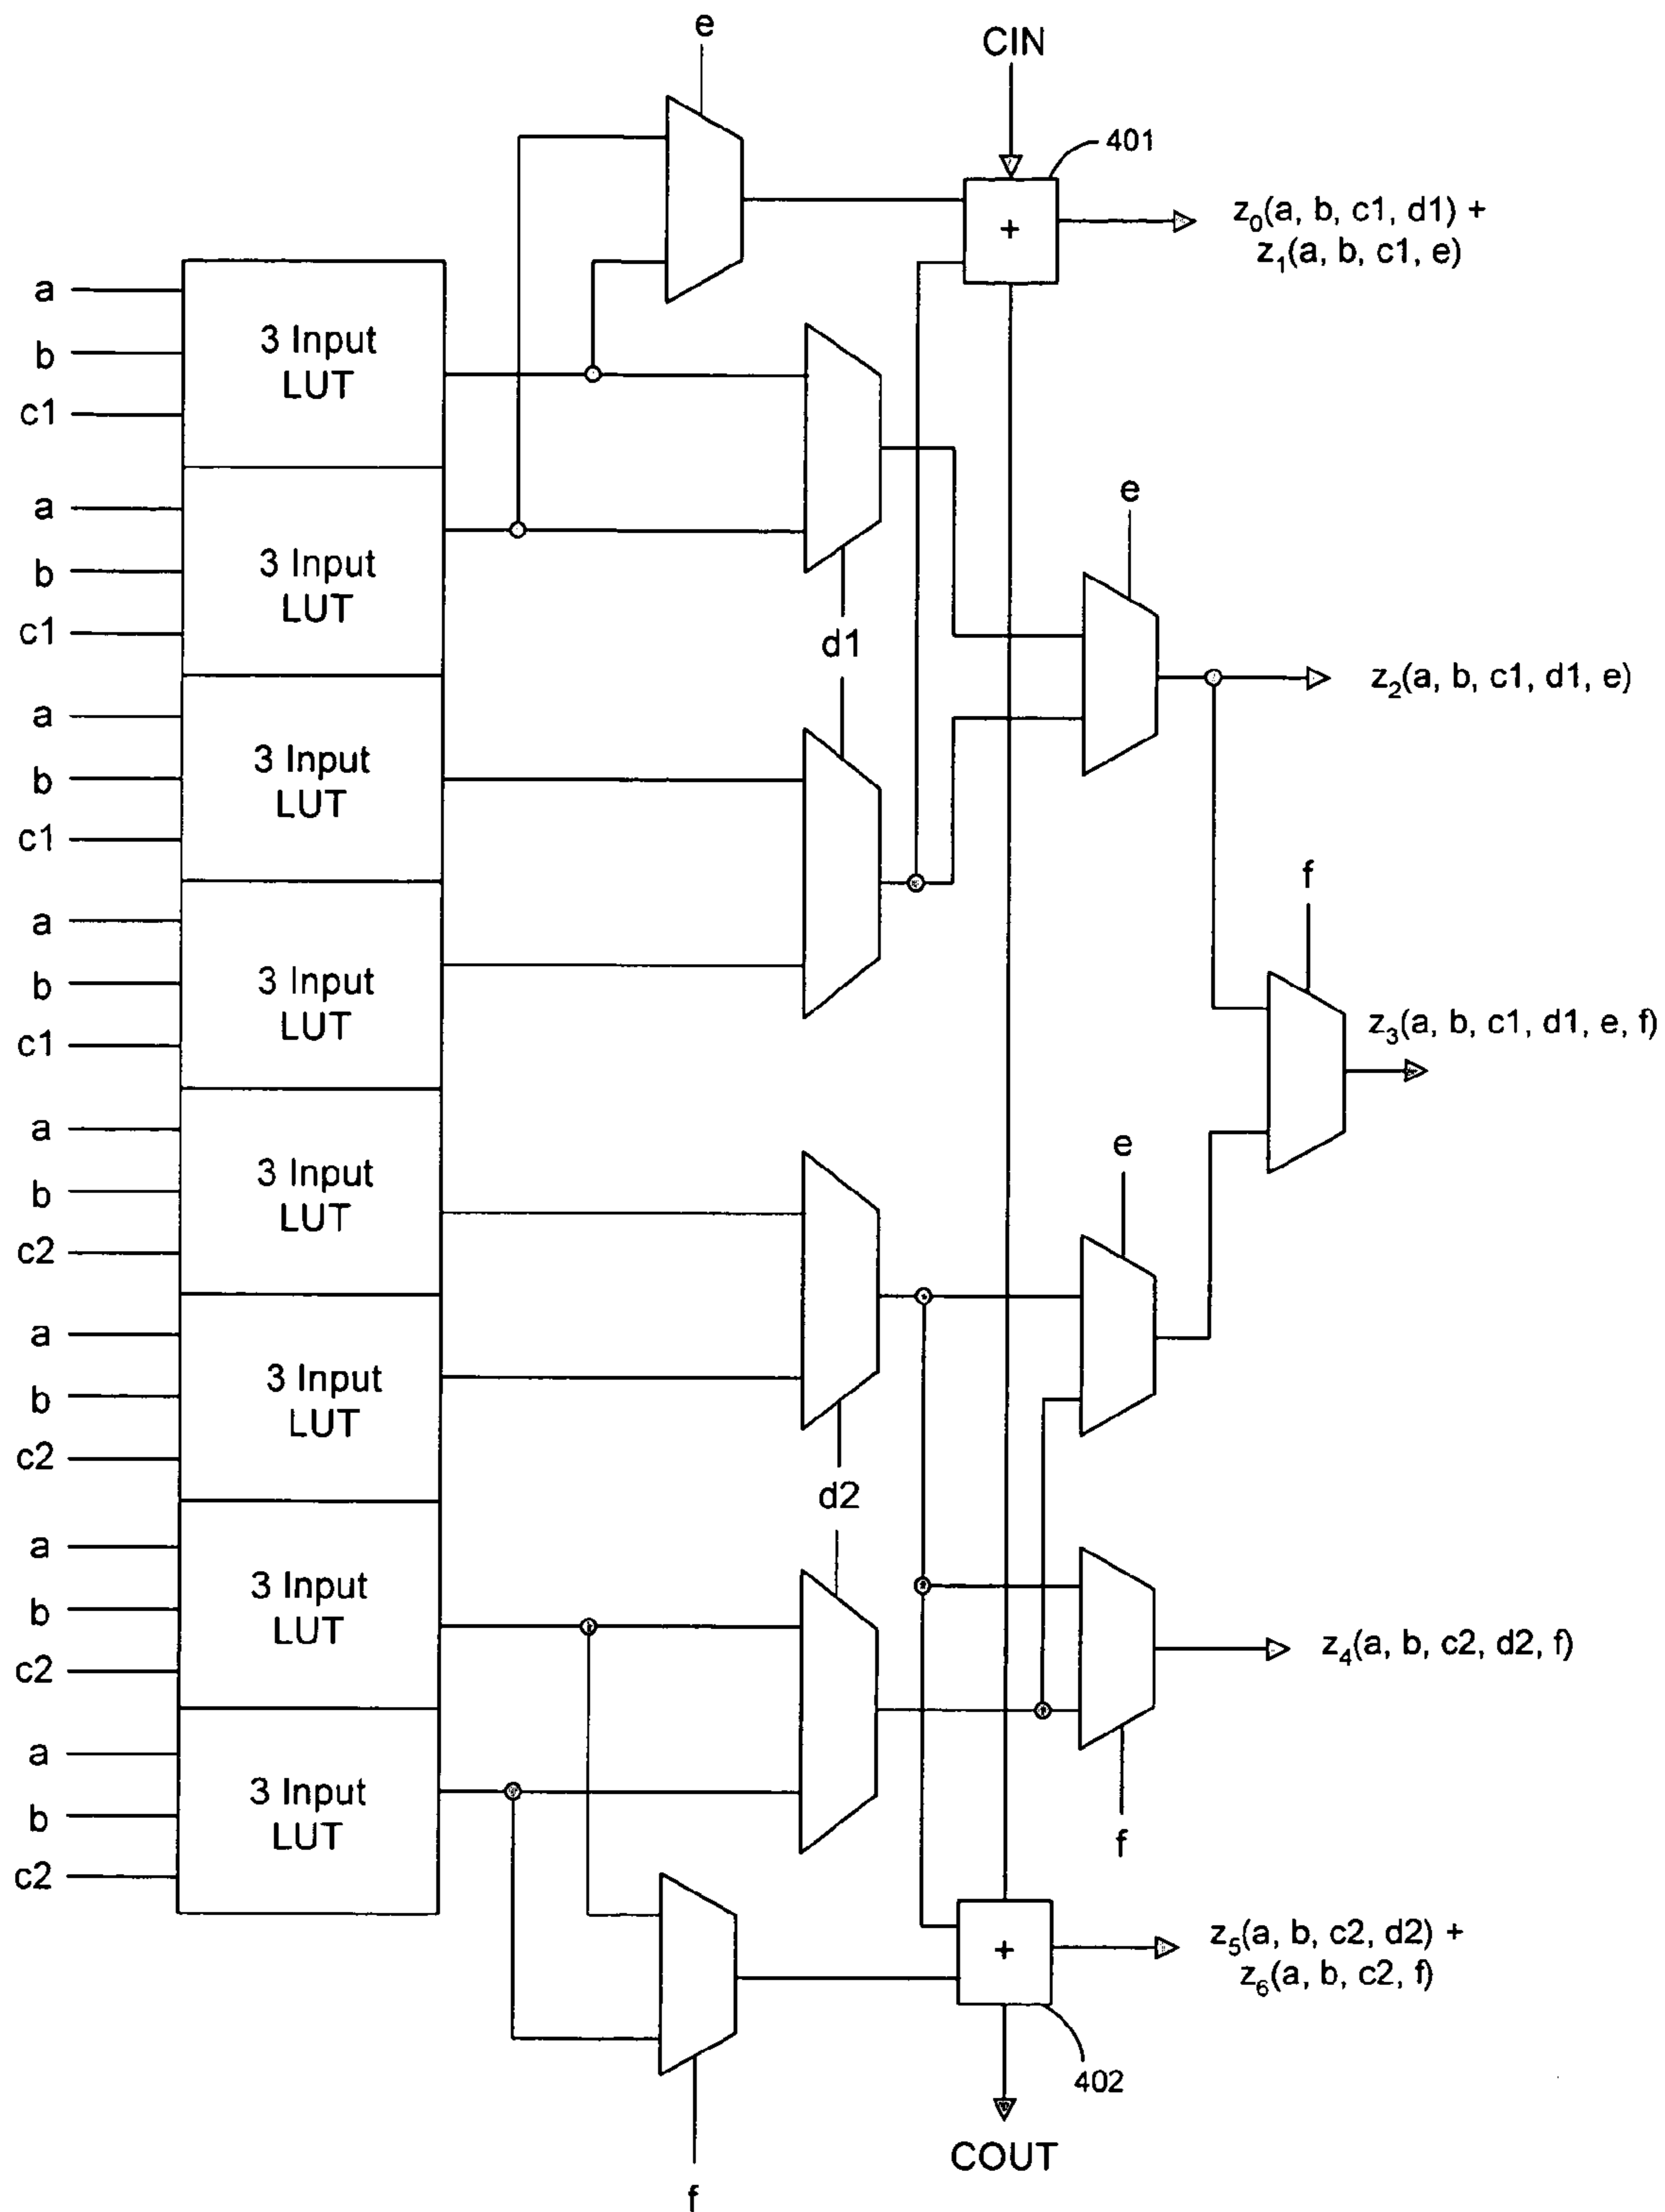 e
CIN
401
z₀(a, b, c1, d1) +
z₁(a, b, c1, e)
a
b
c1
3 Input
LUT
a
b
c1
3 Input
LUT
e
d1
z₂(a, b, c1, d1, e)
a
b
c1
3 Input
LUT
f
a
b
c1
3 Input
LUT
z₃(a, b, c1, d1, e, f)
a
b
c2
3 Input
LUT
e
a
b
c2
3 Input
LUT
d2
a
b
c2
3 Input
LUT
z₄(a, b, c2, d2, f)
a
b
c2
3 Input
LUT
f
z₅(a, b, c2, d2) +
z₆(a, b, c2, f)
402
COUT
f
+
+